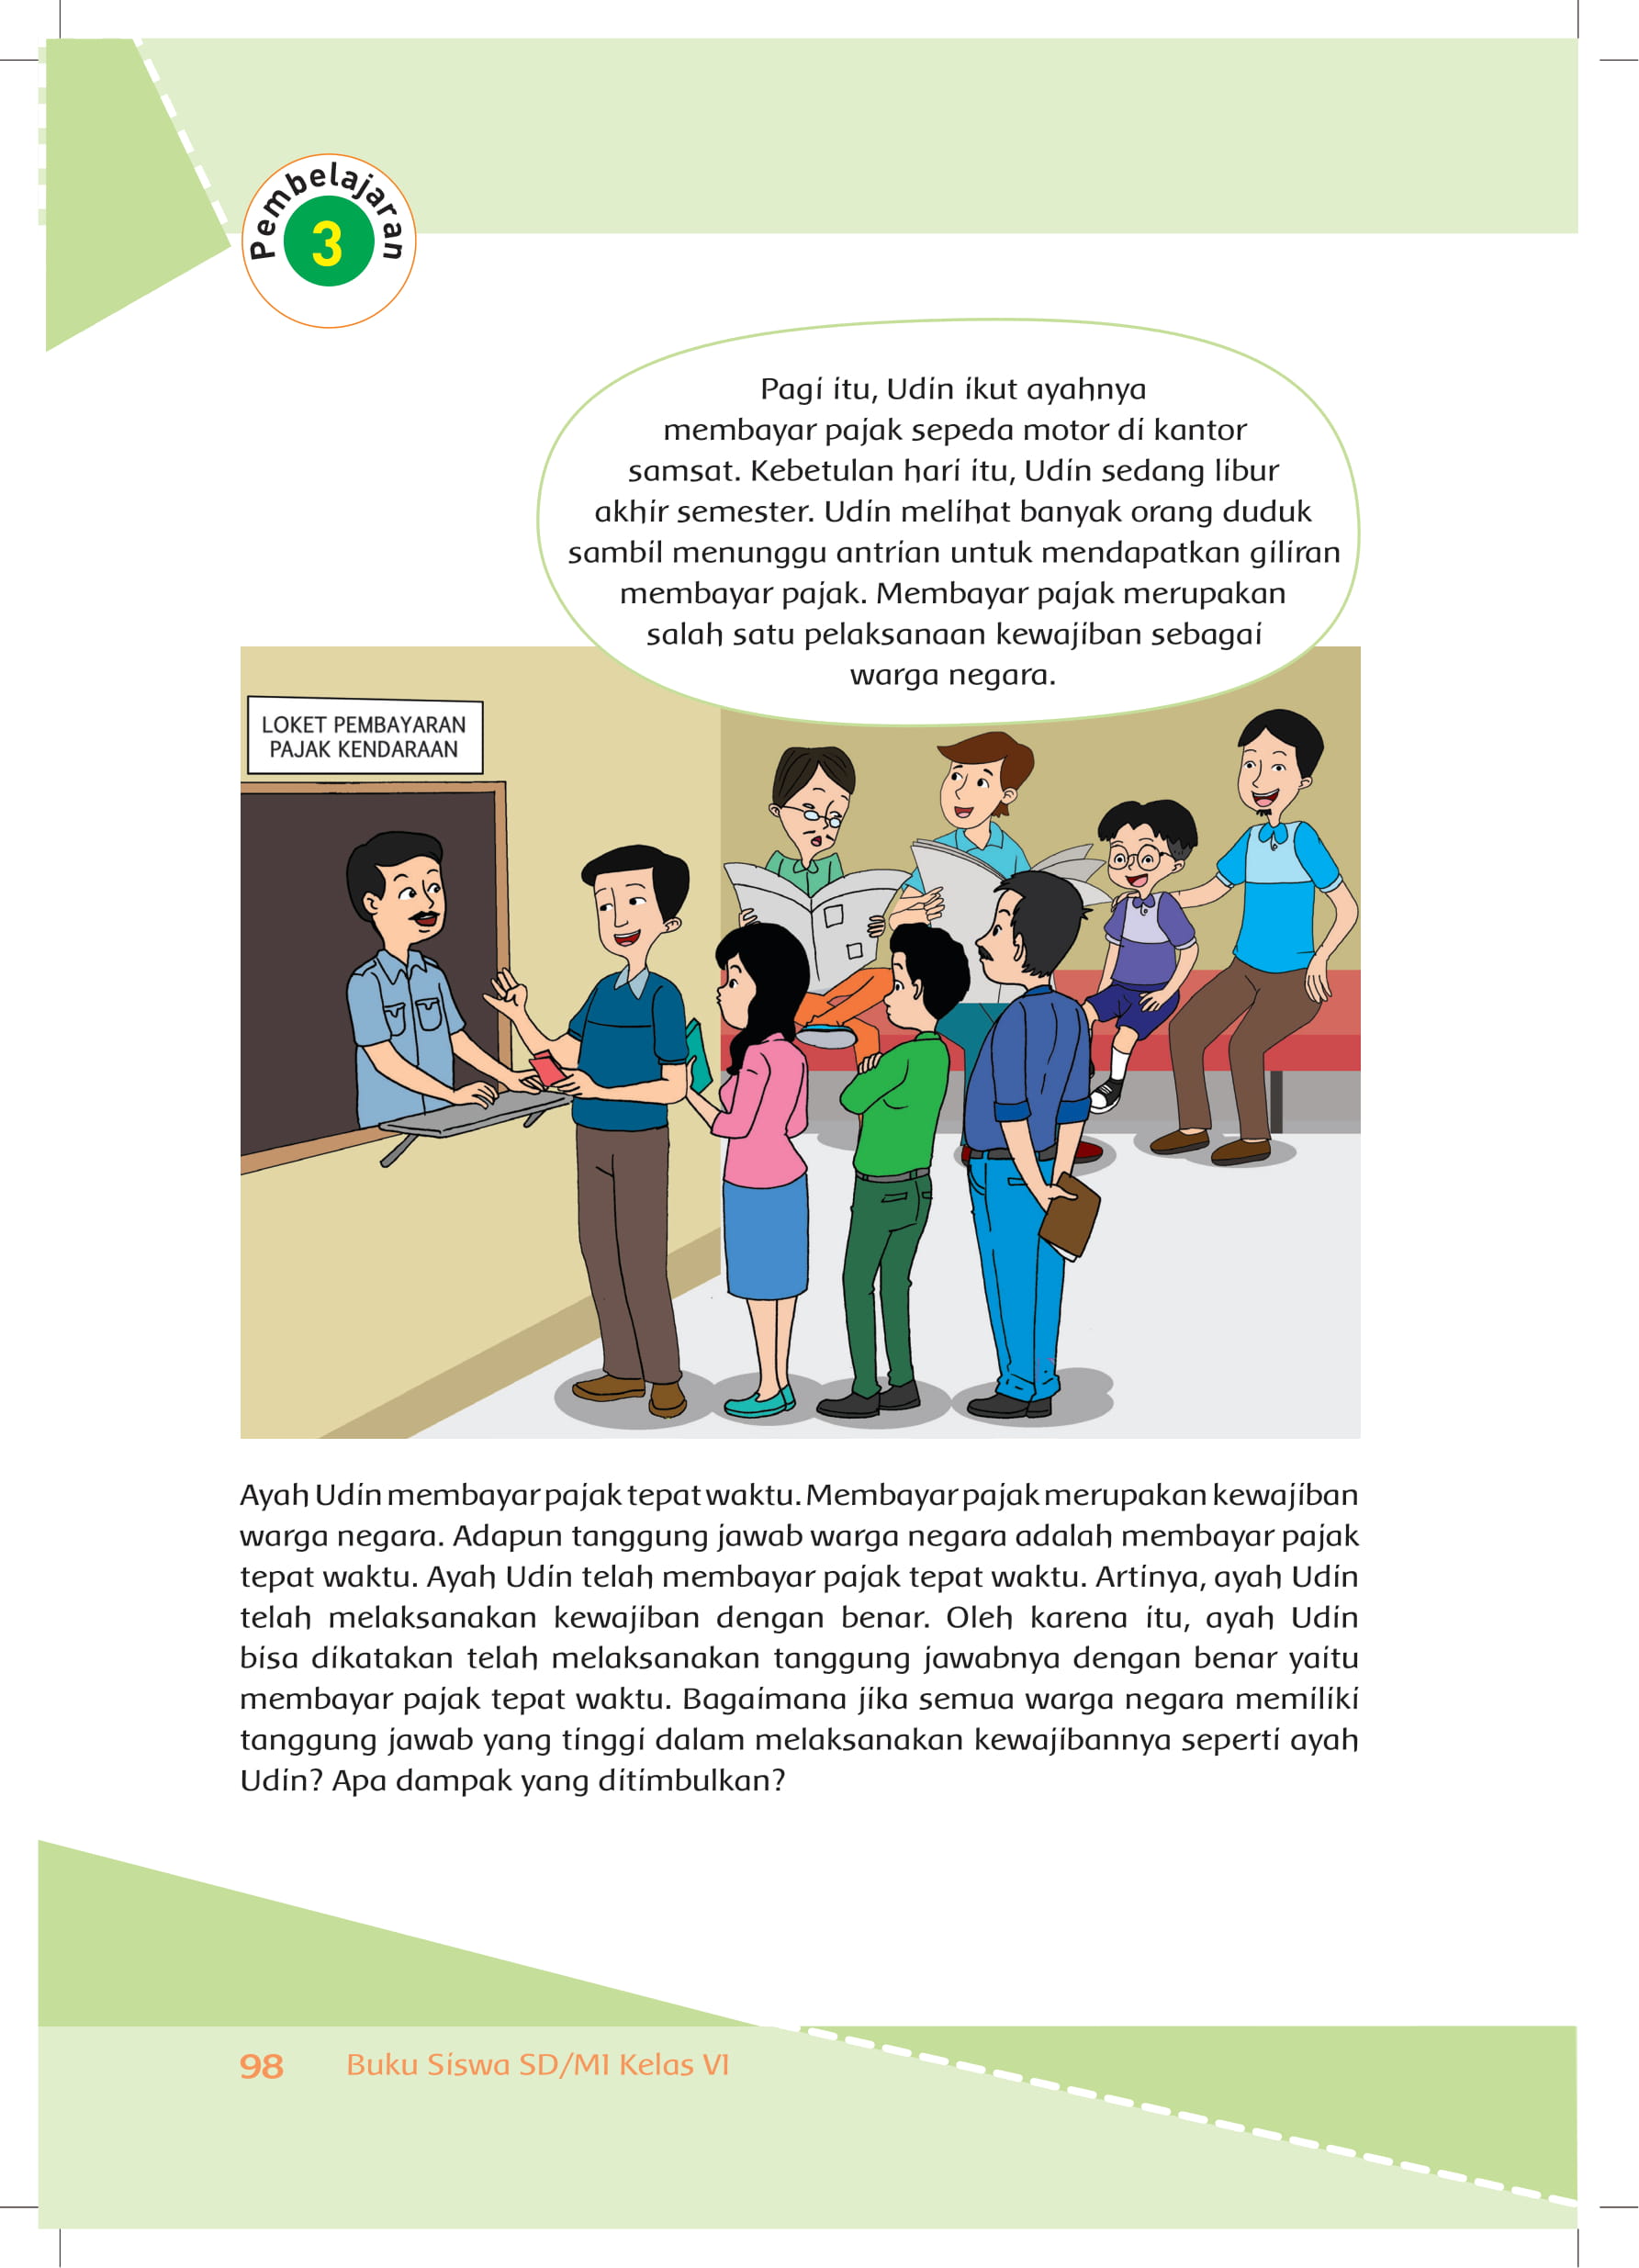 Pembelajaran
3
Pagi itu, Udin ikut ayahnya
membayar pajak sepeda motor di kantor
samsat. Kebetulan hari itu, Udin sedang libur
akhir semester. Udin melihat banyak orang duduk
sambil menunggu antrian untuk mendapatkan giliran
membayar pajak. Membayar pajak merupakan
salah satu pelaksanaan kewajiban sebagai
warga negara.
LOKET PEMBAYARAN
PAJAK KENDARAAN
Ayah Udin membayar pajak tepat waktu. Membayar pajak merupakan kewajiban
warga negara. Adapun tanggung jawab warga negara adalah membayar pajak
tepat waktu. Ayah Udin telah membayar pajak tepat waktu. Artinya, ayah Udin
telah melaksanakan kewajiban dengan benar. Oleh karena itu, ayah Udin
bisa dikatakan telah melaksanakan tanggung jawabnya dengan benar yaitu
membayar pajak tepat waktu. Bagaimana jika semua warga negara memiliki
tanggung jawab yang tinggi dalam melaksanakan kewajibannya seperti ayah
Udin? Apa dampak yang ditimbulkan?
98 Buku Siswa SD/MI Kelas VI